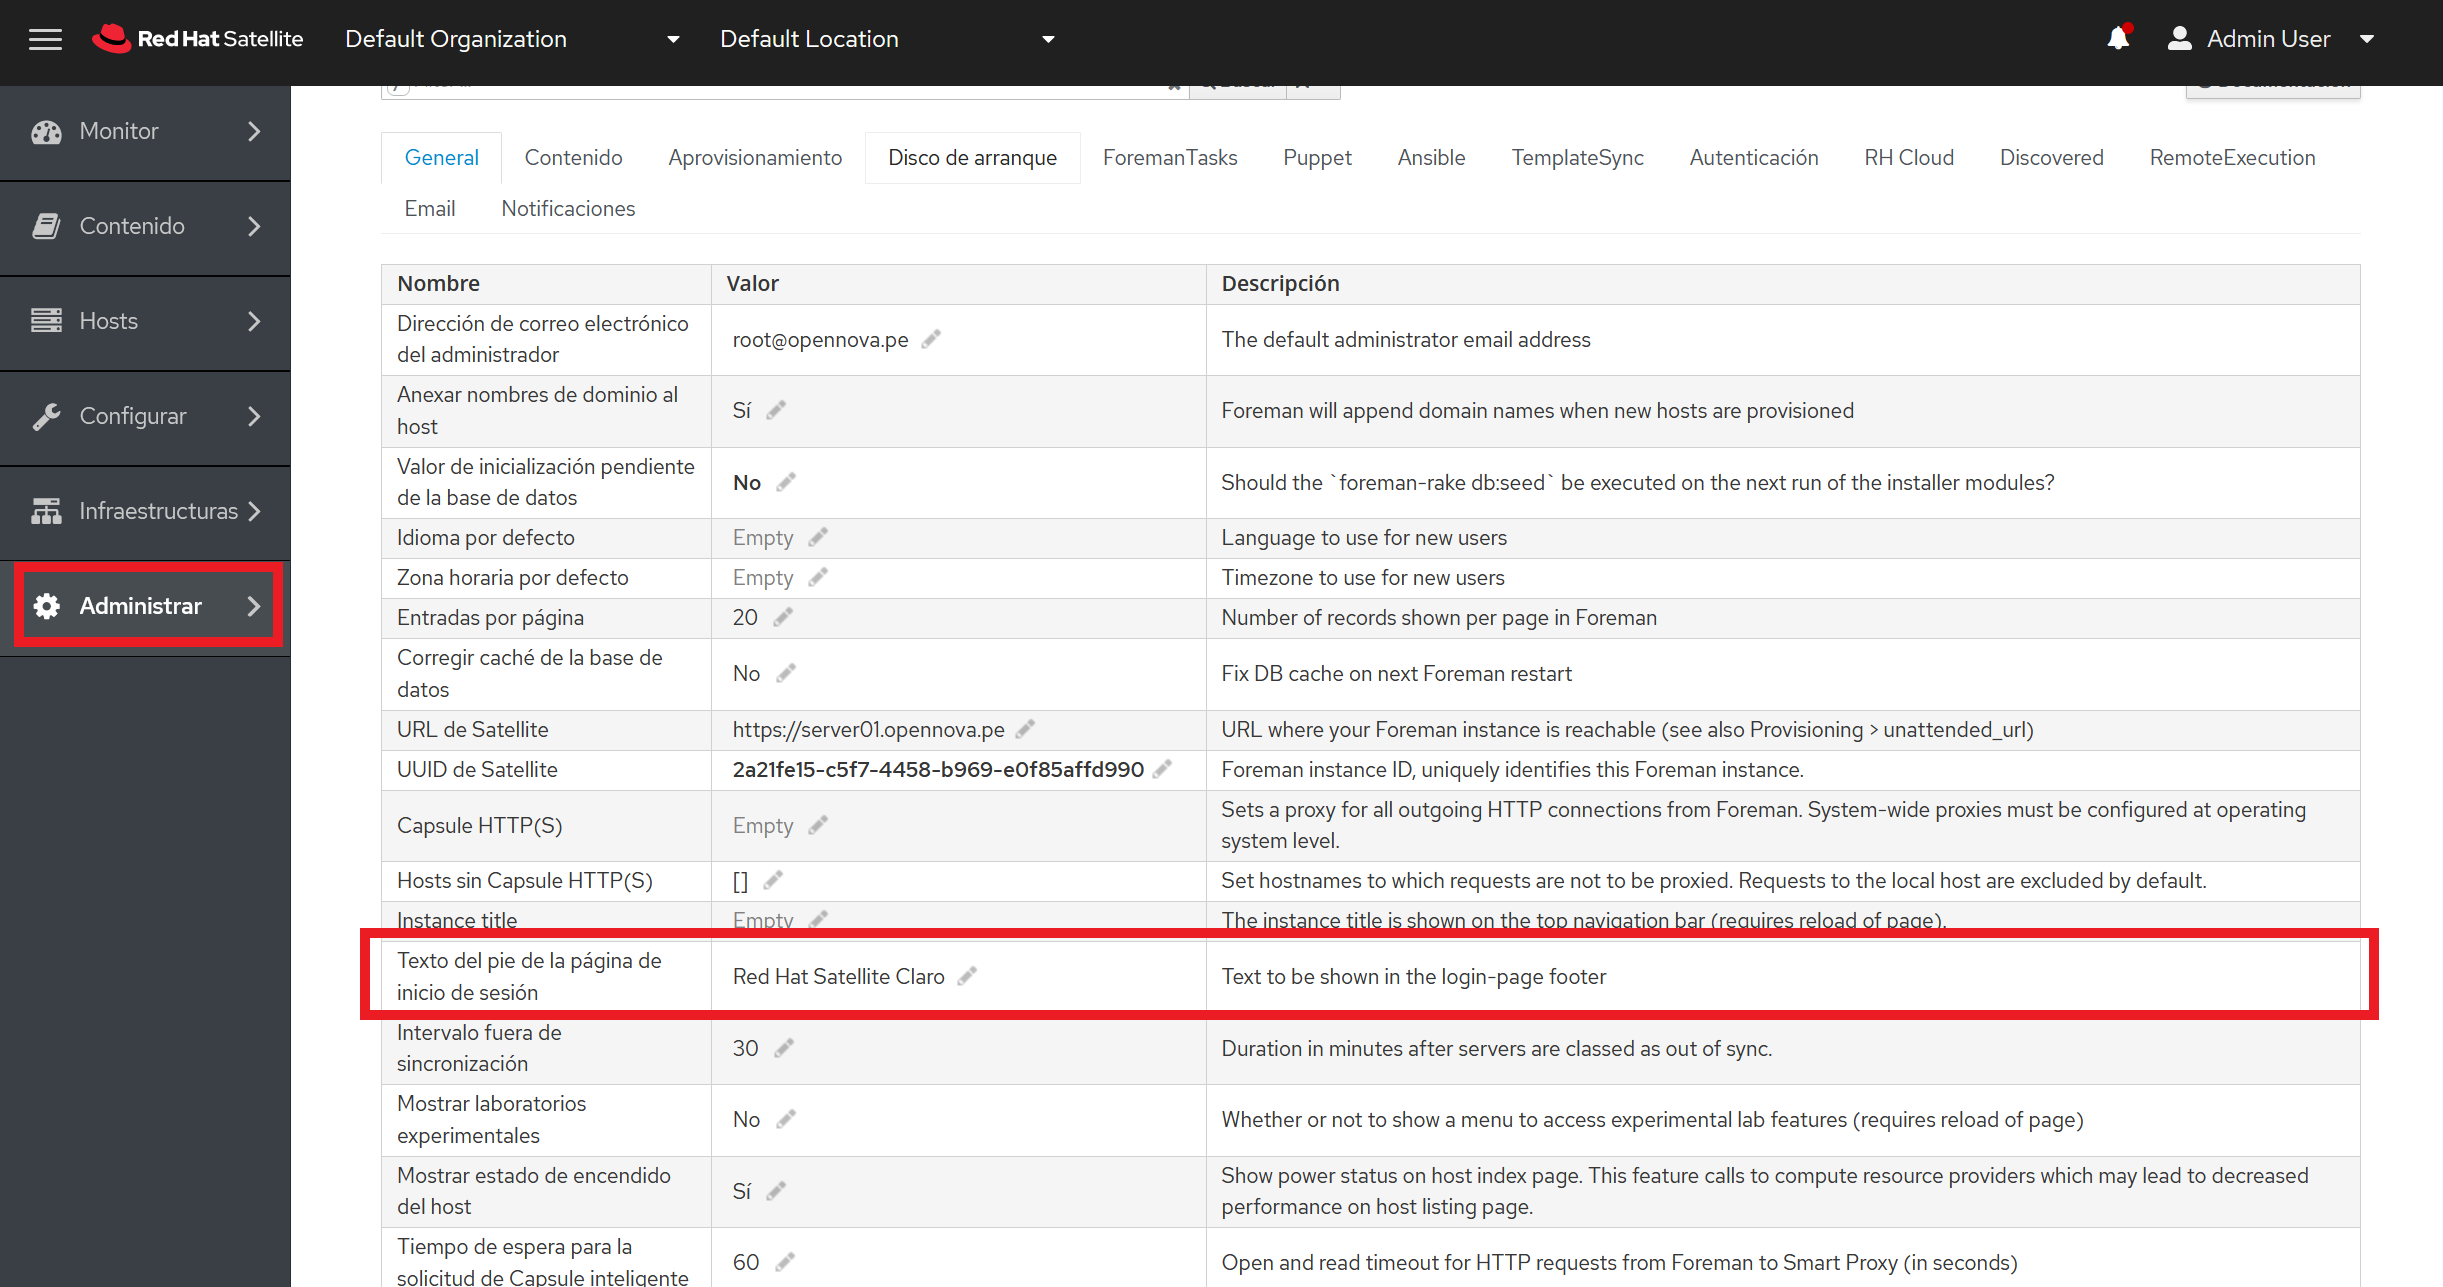 Red Hat Satellite Default Organization Default Location Admin User
Monitor
Contenido
Hosts
Configurar
Infraestructuras
Administrar
General Contenido Aprovisionamiento Disco de arranque ForemanTasks Puppet Ansible TemplateSync Autenticación RH Cloud Discovered RemoteExecution
Email Notificaciones
Nombre Valor Descripción
Dirección de correo electrónico
del administrador
root@opennova.pe
The default administrator email address
Anexar nombres de dominio al
host
Sí
Foreman will append domain names when new hosts are provisioned
Valor de inicialización pendiente
de la base de datos
No
Should the `foreman-rake db:seed` be executed on the next run of the installer modules?
Idioma por defecto Empty Language to use for new users
Zona horaria por defecto Empty Timezone to use for new users
Entradas por página 20 Number of records shown per page in Foreman
Corregir caché de la base de
datos
No
Fix DB cache on next Foreman restart
URL de Satellite https://server01.opennova.pe URL where your Foreman instance is reachable (see also Provisioning > unattended_url)
UUID de Satellite 2a21fe15-c5f7-4458-b969-e0f85affd990 Foreman instance ID, uniquely identifies this Foreman instance.
Capsule HTTP(S) Empty
Sets a proxy for all outgoing HTTP connections from Foreman. System-wide proxies must be configured at operating
system level.
Hosts sin Capsule HTTP(S) [] Set hostnames to which requests are not to be proxied. Requests to the local host are excluded by default.
Instance title Empty The instance title is shown on the top navigation bar (requires reload of page).
Texto del pie de la página de
inicio de sesión
Red Hat Satellite Claro
Text to be shown in the login-page footer
Intervalo fuera de
sincronización
30
Duration in minutes after servers are classed as out of sync.
Mostrar laboratorios
experimentales
No
Whether or not to show a menu to access experimental lab features (requires reload of page)
Mostrar estado de encendido
del host
Sí
Show power status on host index page. This feature calls to compute resource providers which may lead to decreased
performance on host listing page.
Tiempo de espera para la
solicitud de Capsule inteligente
60
Open and read timeout for HTTP requests from Foreman to Smart Proxy (in seconds)